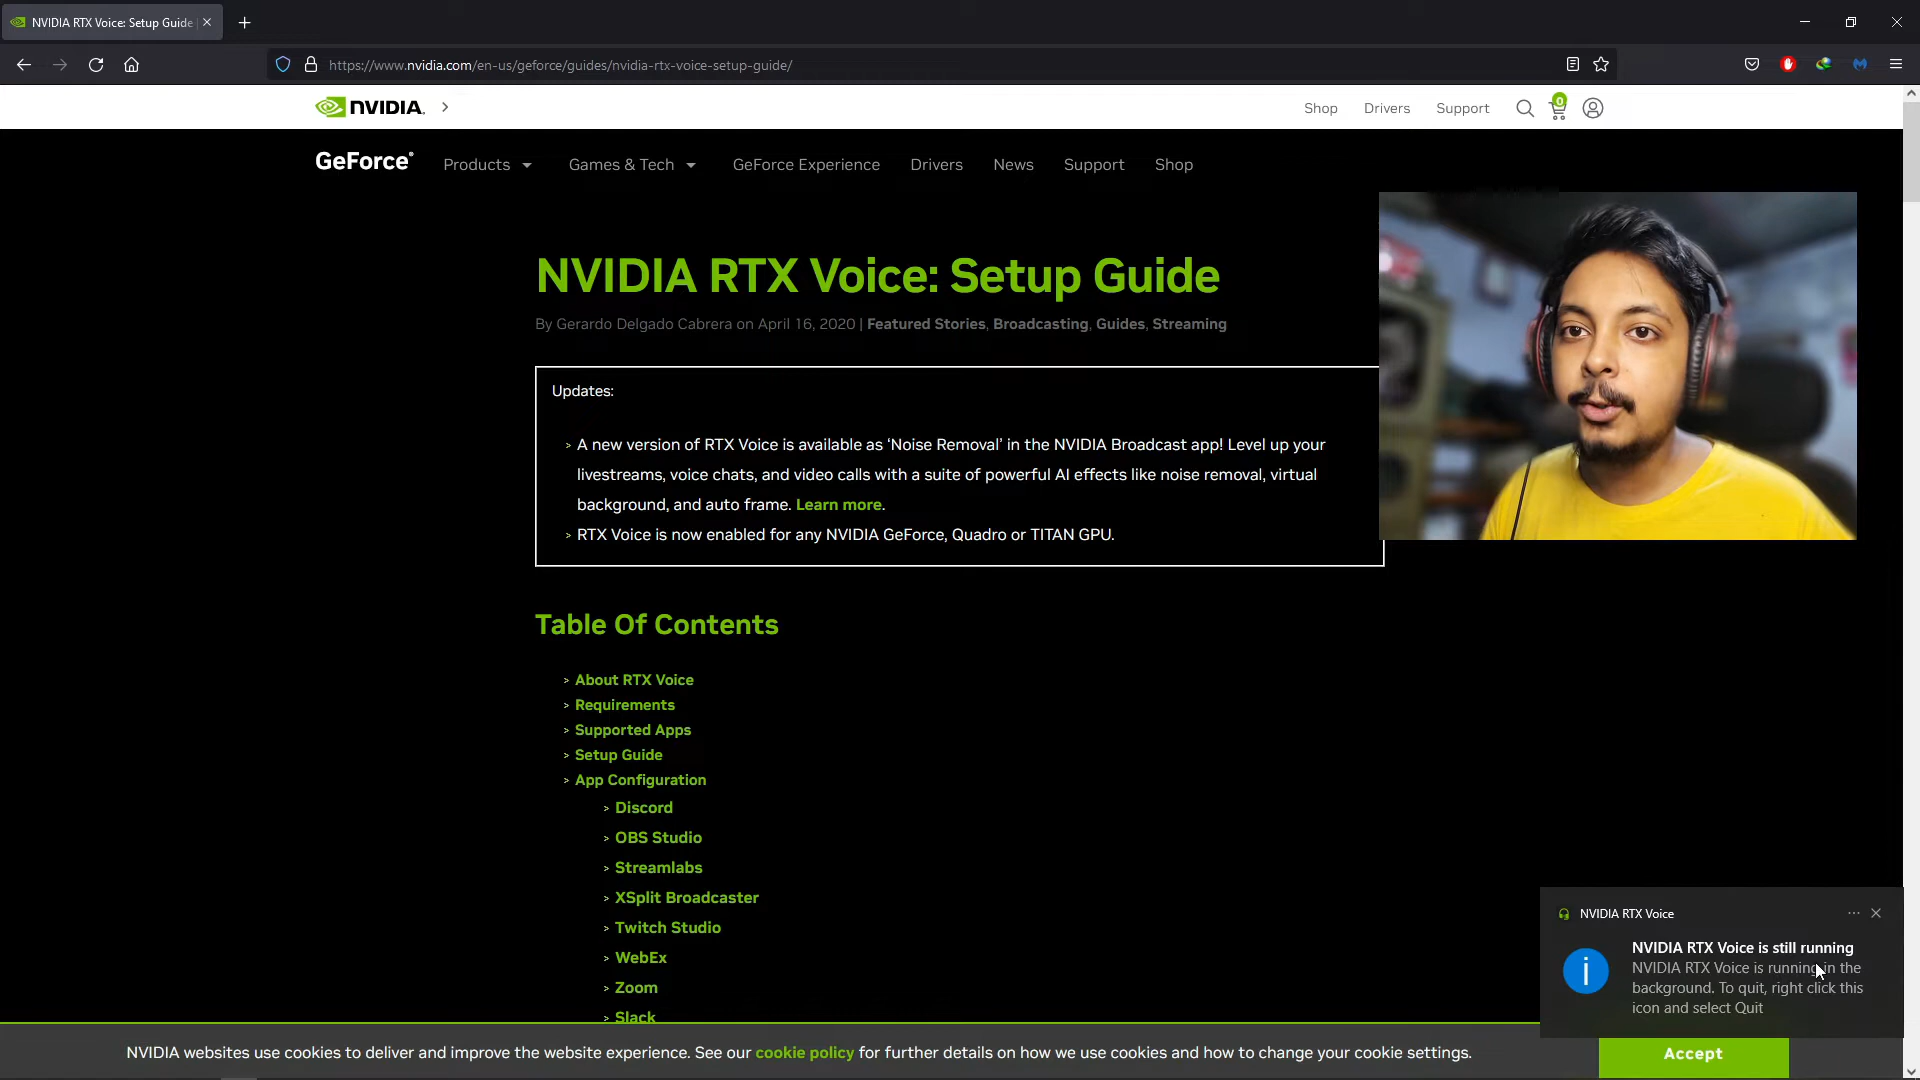 NVIDIA RTX Voice: Setup Guide
https://www.nvidia.com/en-us/geforce/guides/nvidia-rtx-voice-setup-guide/
NVIDIA.
Shop Drivers Support 0
GeForce Products Games & Tech GeForce Experience Drivers News Support Shop
NVIDIA RTX Voice: Setup Guide
By Gerardo Delgado Cabrera on April 16, 2020 | Featured Stories, Broadcasting, Guides, Streaming
Updates:
> A new version of RTX Voice is available as ‘Noise Removal’ in the NVIDIA Broadcast app! Level up your
livestreams, voice chats, and video calls with a suite of powerful AI effects like noise removal, virtual
background, and auto frame. Learn more.
> RTX Voice is now enabled for any NVIDIA GeForce, Quadro or TITAN GPU.
Table Of Contents
> About RTX Voice
> Requirements
> Supported Apps
> Setup Guide
> App Configuration
> Discord
> OBS Studio
> Streamlabs
> XSplit Broadcaster
> Twitch Studio
> WebEx
> Zoom
> Slack
NVIDIA RTX Voice
NVIDIA RTX Voice is still running
NVIDIA RTX Voice is running in the
background. To quit, right click this
icon and select Quit
NVIDIA websites use cookies to deliver and improve the website experience. See our cookie policy for further details on how we use cookies and how to change your cookie settings.
Accept